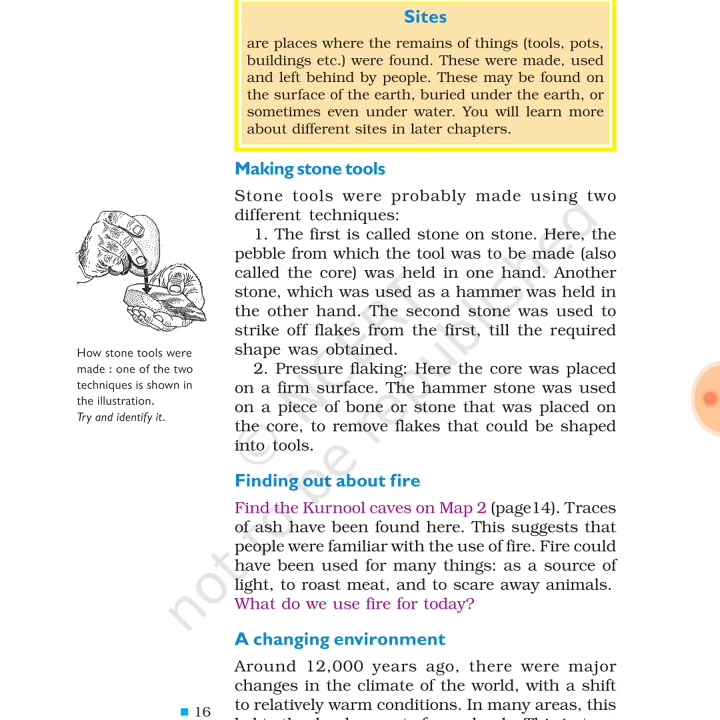 Sites
are places where the remains of things (tools, pots,
buildings etc.) were found. These were made, used
and left behind by people. These may be found on
the surface of the earth, buried under the earth, or
sometimes even under water. You will learn more
about different sites in later chapters.
Making stone tools
Stone tools were probably made using two
different techniques:
1. The first is called stone on stone. Here, the
pebble from which the tool was to be made (also
called the core) was held in one hand. Another
stone, which was used as a hammer was held in
the other hand. The second stone was used to
strike off flakes from the first, till the required
shape was obtained.
2. Pressure flaking: Here the core was placed
on a firm surface. The hammer stone was used
on a piece of bone or stone that was placed on
the core, to remove flakes that could be shaped
into tools.
How stone tools were
made : one of the two
techniques is shown in
the illustration.
Try and identify it.
Finding out about fire
Find the Kurnool caves on Map 2 (page14). Traces
of ash have been found here. This suggests that
people were familiar with the use of fire. Fire could
have been used for many things: as a source of
light, to roast meat, and to scare away animals.
What do we use fire for today?
A changing environment
Around 12,000 years ago, there were major
changes in the climate of the world, with a shift
to relatively warm conditions. In many areas, this
16
© NCERT
not to be republished